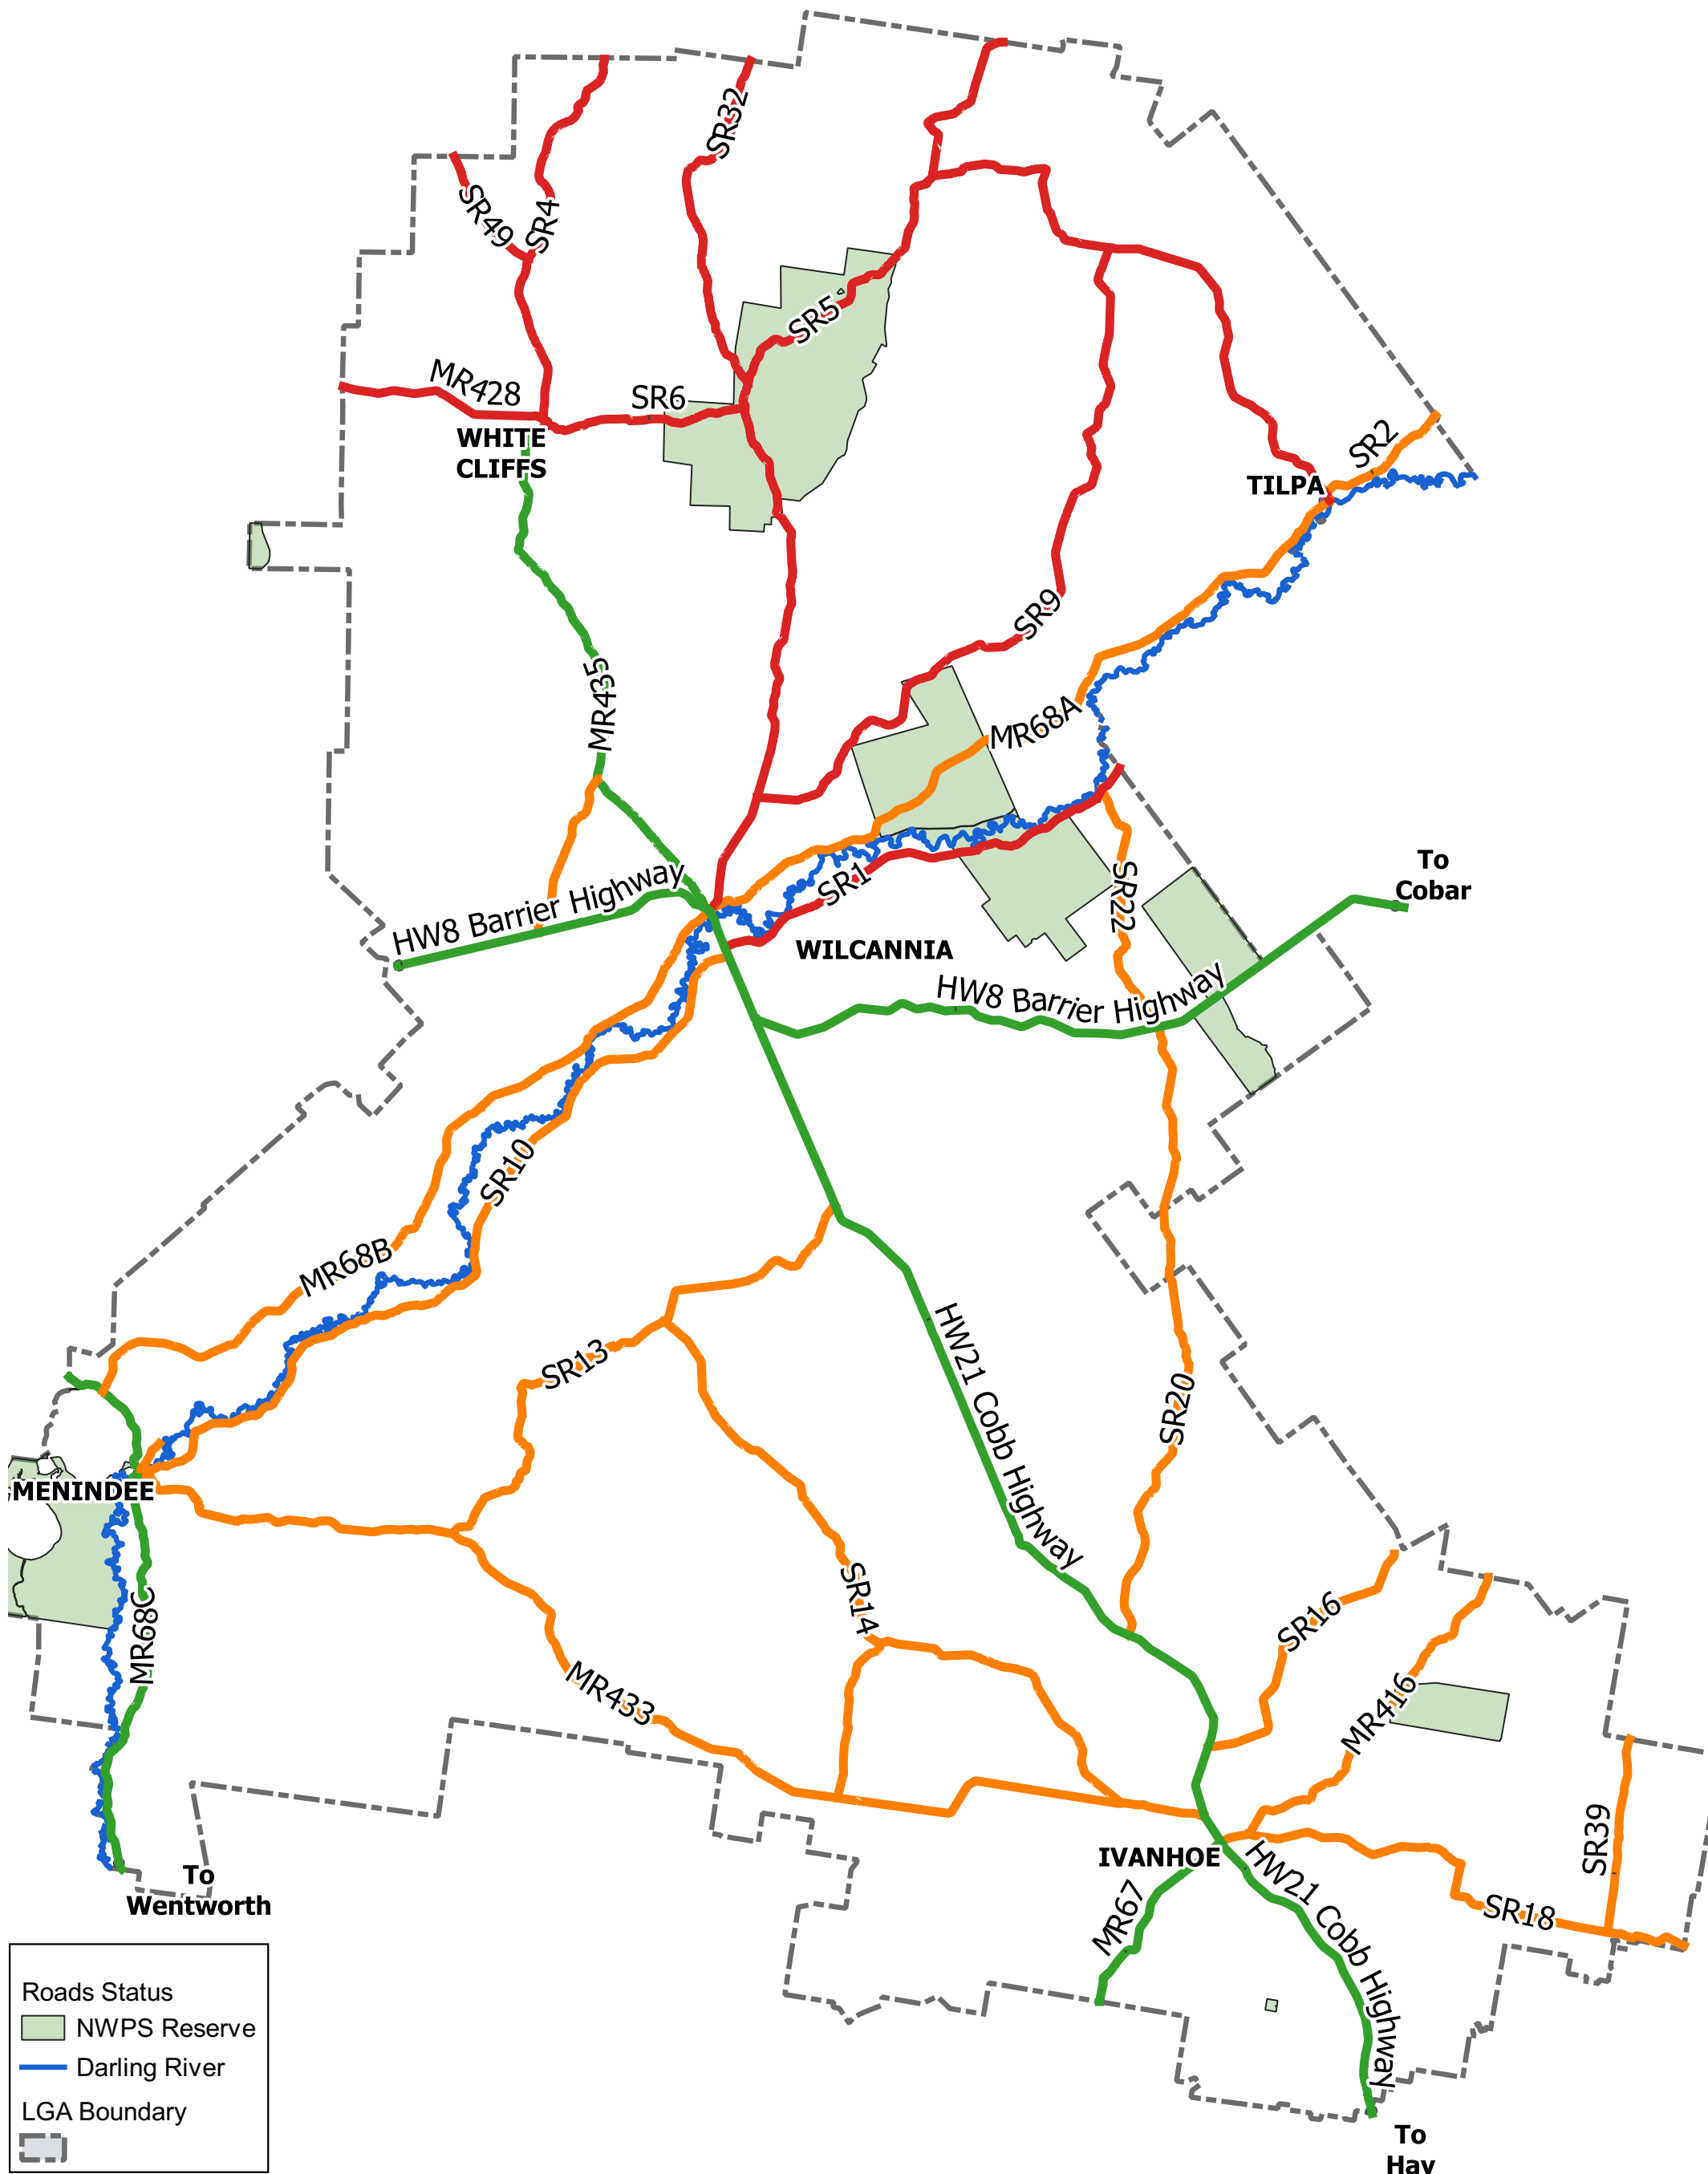 SR32
SR49
SR4
SR5
MR428
SR6
WHITE
CLIFFS
SR2
TILPA
SR9
MR435
MR68A
To
Cobar
SR1
SR22
HW8 Barrier Highway
WILCANNIA
HW8 Barrier Highway
SR10
MR68B
HW21 Cobb Highway
SR13
SR20
MENINDEE
SR14
SR16
MR68C
MR433
MR416
SR39
IVANHOE
HW21 Cobb Highway
To
Wentworth
MR67
SR18
Roads Status
NWPS Reserve
Darling River
LGA Boundary
To
Hay